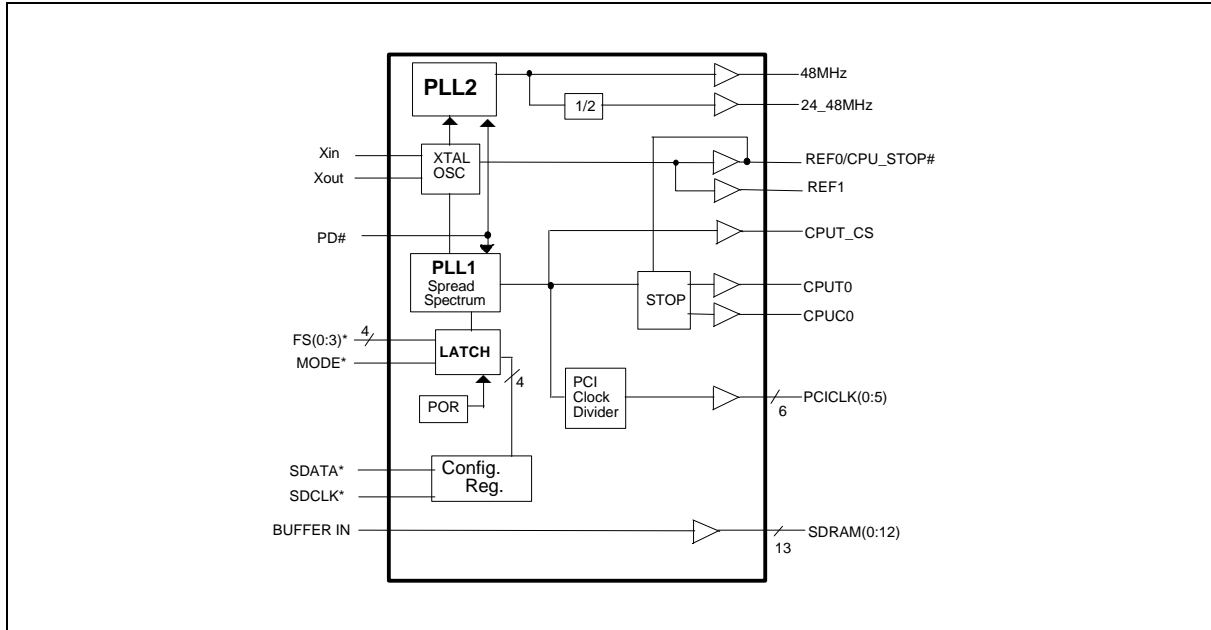 PLL2
48MHz
1/2
24_48MHz
Xin
Xout
XTAL
OSC
REF0/CPU_STOP#
REF1
PD#
CPUT_CS
PLL1
Spread
Spectrum
STOP
CPUT0
CPUC0
FS(0:3)*
4
MODE*
LATCH
4
POR
PCI
Clock
Divider
PCICLK(0:5)
6
SDATA*
SDCLK*
Config.
Reg.
BUFFER IN
SDRAM(0:12)
13